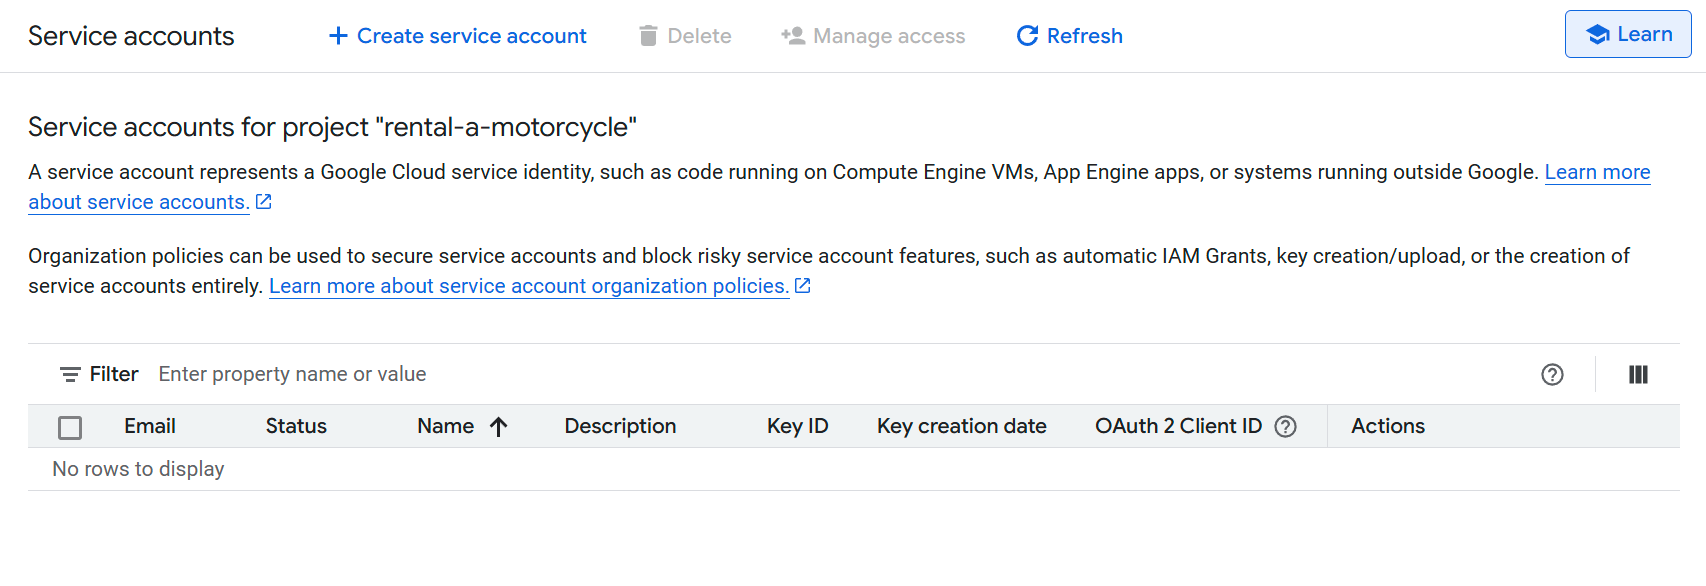 Service accounts
Create service account
Delete
Manage access
Refresh
Learn
Service accounts for project "rental-a-motorcycle"
A service account represents a Google Cloud service identity, such as code running on Compute Engine VMs, App Engine apps, or systems running outside Google. Learn more
about service accounts.
Organization policies can be used to secure service accounts and block risky service account features, such as automatic IAM Grants, key creation/upload, or the creation of
service accounts entirely. Learn more about service account organization policies.
Filter Enter property name or value
Email Status Name Description Key ID Key creation date OAuth 2 Client ID Actions
No rows to display